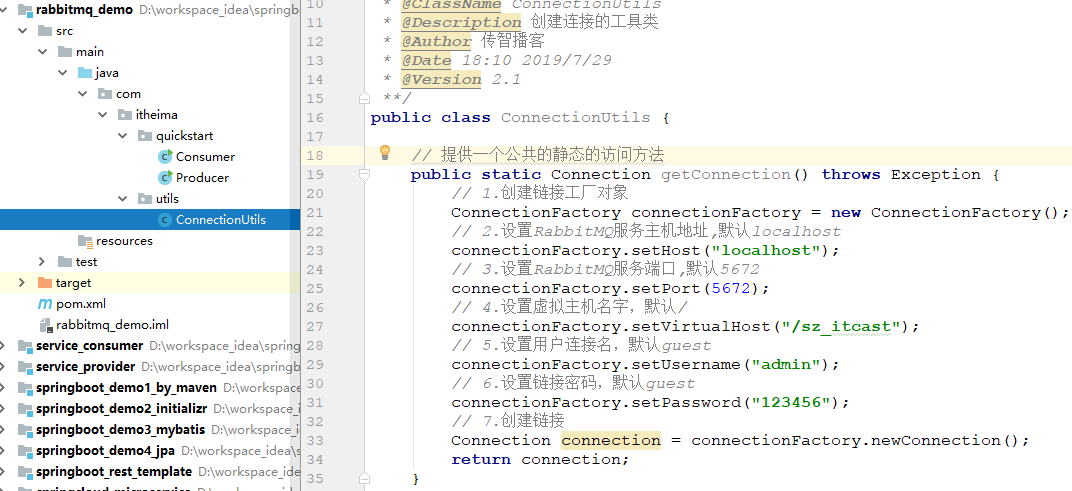 rabbitmq_demo D:\workspace_idea\springb
src
main
java
com
itheima
quickstart
Consumer
Producer
utils
ConnectionUtils
resources
test
target
pom.xml
rabbitmq_demo.iml
service_consumer D:\workspace_idea\spring
service_provider D:\workspace_idea\springb
springboot_demo1_by_maven D:\workspa
springboot_demo2_initializr D:\workspac
springboot_demo3_mybatis D:\workspace
springboot_demo4_jpa D:\workspace_idea\s
springboot_rest_template D:\workspace_ide
10 * @ClassName ConnectionUtils
11 * @Description 创建连接的工具类
12 * @Author 传智播客
13 * @Date 18:10 2019/7/29
14 * @Version 2.1
15 **/
16 public class ConnectionUtils {
17
18 // 提供一个公共的静态的访问方法
19 public static Connection getConnection() throws Exception {
20 // 1.创建链接工厂对象
21 ConnectionFactory connectionFactory = new ConnectionFactory();
22 // 2.设置RabbitMQ服务主机地址,默认localhost
23 connectionFactory.setHost("localhost");
24 // 3.设置RabbitMQ服务端口,默认5672
25 connectionFactory.setPort(5672);
26 // 4.设置虚拟主机名字，默认/
27 connectionFactory.setVirtualHost("/sz_itcast");
28 // 5.设置用户连接名，默认guest
29 connectionFactory.setUsername("admin");
30 // 6.设置链接密码，默认guest
31 connectionFactory.setPassword("123456");
32 // 7.创建链接
33 Connection connection = connectionFactory.newConnection();
34 return connection;
35 }